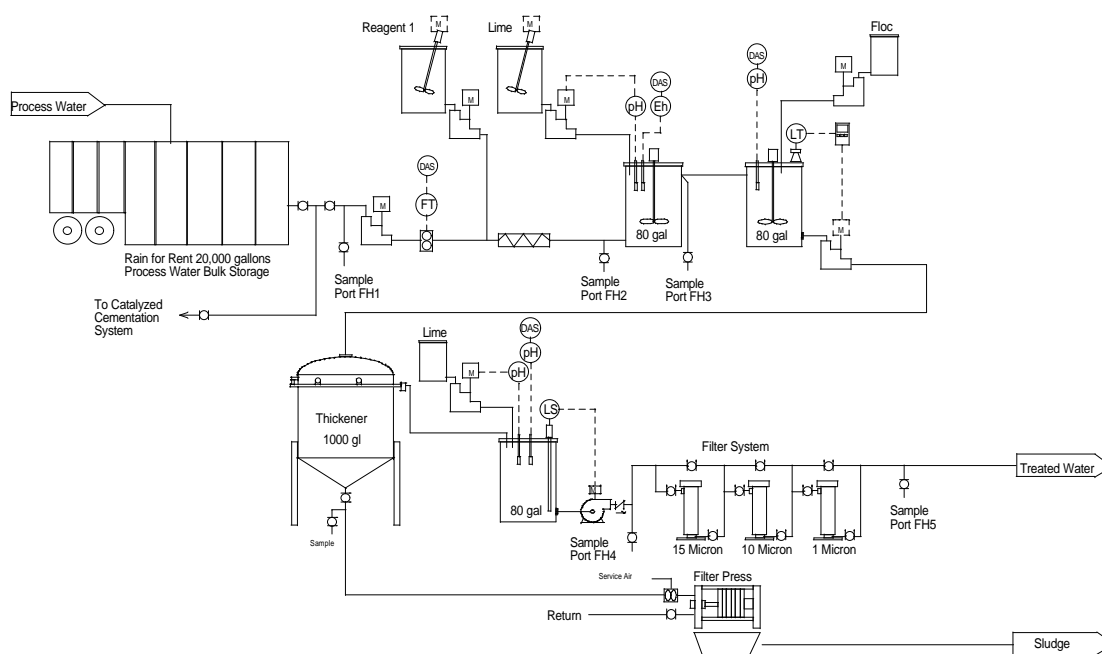 Reagent 1
M
Lime
M
Floc
Process Water
M
M
DAS
pH
DAS
Eh
DAS
pH
M
LT
DAS
FT
M
80 gal
80 gal
M
Rain for Rent 20,000 gallons
Process Water Bulk Storage
Sample
Port FH1
Sample
Port FH2
Sample
Port FH3
To Catalyzed
Cementation
System
Lime
DAS
pH
pH
M
LS
Thickener
1000 gl
Filter System
Treated Water
80 gal
Sample
Port FH4
15 Micron
10 Micron
1 Micron
Sample
Port FH5
Sample
Service Air
Filter Press
Return
Sludge